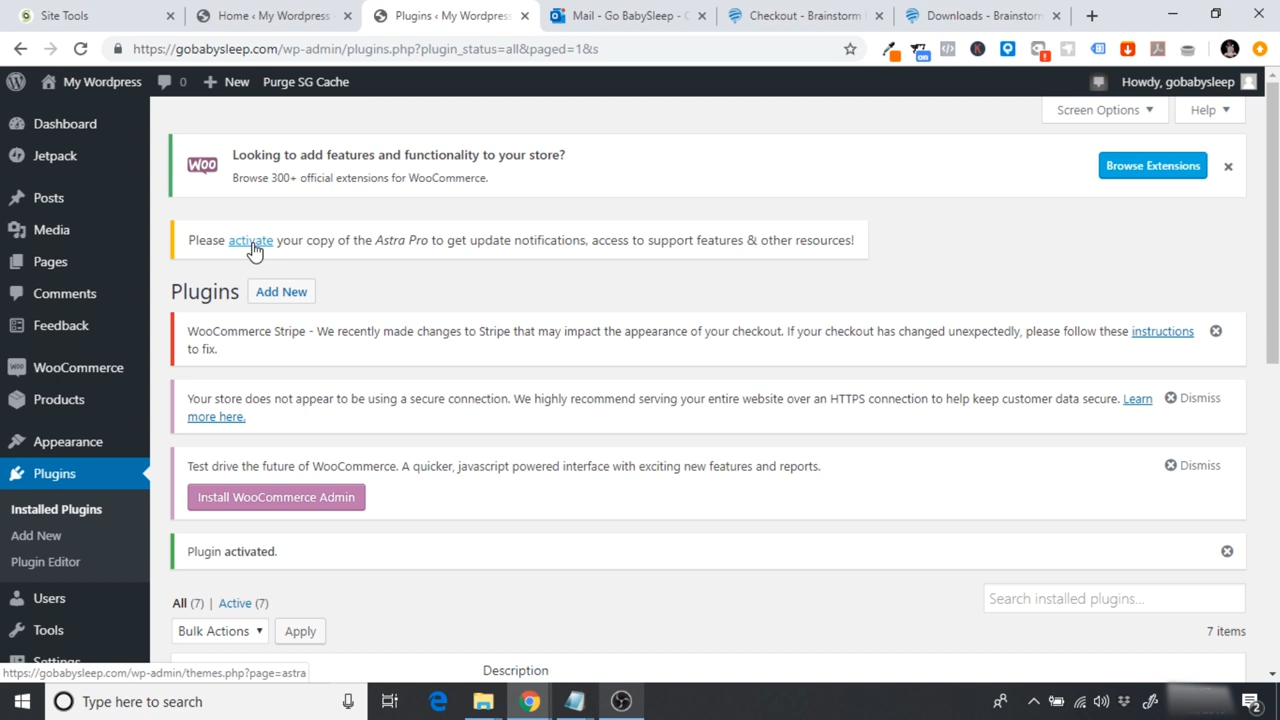 Site Tools
Home ‹ My Wordpress
Plugins ‹ My Wordpress
Mail - Go BabySleep - O
Checkout - Brainstorm
Downloads - Brainstorm
https://gobabysleep.com/wp-admin/plugins.php?plugin_status=all&paged=1&s
on
My Wordpress
0
New
Purge SG Cache
Howdy, gobabysleep
Screen Options
Help
Dashboard
Jetpack
Posts
Media
Pages
Comments
Feedback
WooCommerce
Products
Appearance
Plugins
Installed Plugins
Add New
Plugin Editor
Users
Tools
Settings
WOO
Looking to add features and functionality to your store?
Browse 300+ official extensions for WooCommerce.
Browse Extensions
Please activate your copy of the Astra Pro to get update notifications, access to support features & other resources!
Plugins
Add New
WooCommerce Stripe - We recently made changes to Stripe that may impact the appearance of your checkout. If your checkout has changed unexpectedly, please follow these instructions
to fix.
Your store does not appear to be using a secure connection. We highly recommend serving your entire website over an HTTPS connection to help keep customer data secure. Learn
more here.
Dismiss
Test drive the future of WooCommerce. A quicker, javascript powered interface with exciting new features and reports.
Dismiss
Install WooCommerce Admin
Plugin activated.
All (7) | Active (7)
Search installed plugins...
Bulk Actions
Apply
7 items
Description
https://gobabysleep.com/wp-admin/themes.php?page=astra
Type here to search
2